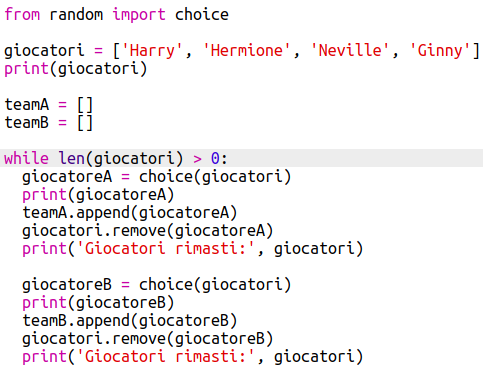 from random import choice
giocatori = ['Harry', 'Hermione', 'Neville', 'Ginny']
print(giocatori)
teamA = []
teamB = []
while len(giocatori) > 0:
giocatoreA = choice(giocatori)
print(giocatoreA)
teamA.append(giocatoreA)
giocatori.remove(giocatoreA)
print('Giocatori rimasti:', giocatori)
giocatoreB = choice(giocatori)
print(giocatoreB)
teamB.append(giocatoreB)
giocatori.remove(giocatoreB)
print('Giocatori rimasti:', giocatori)